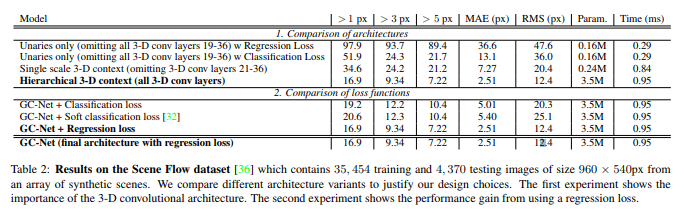 Model > 1 px > 3 px > 5 px MAE (px) RMS (px) Param. Time (ms)
1. Comparison of architectures
Unaries only (omitting all 3-D conv layers 19-36) w Regression Loss 97.9 93.7 89.4 36.6 47.6 0.16M 0.29
Unaries only (omitting all 3-D conv layers 19-36) w Classification Loss 51.9 24.3 21.7 13.1 36.0 0.16M 0.29
Single scale 3-D context (omitting 3-D conv layers 21-36) 34.6 24.2 21.2 7.27 20.4 0.24M 0.84
Hierarchical 3-D context (all 3-D conv layers) 16.9 9.34 7.22 2.51 12.4 3.5M 0.95
2. Comparison of loss functions
GC-Net + Classification loss 19.2 12.2 10.4 5.01 20.3 3.5M 0.95
GC-Net + Soft classification loss [32] 20.6 12.3 10.4 5.40 25.1 3.5M 0.95
GC-Net + Regression loss 16.9 9.34 7.22 2.51 12.4 3.5M 0.95
GC-Net (final architecture with regression loss) 16.9 9.34 7.22 2.51 12.4 3.5M 0.95
Table 2: Results on the Scene Flow dataset [36] which contains 35, 454 training and 4, 370 testing images of size 960 × 540px from
an array of synthetic scenes. We compare different architecture variants to justify our design choices. The first experiment shows the
importance of the 3-D convolutional architecture. The second experiment shows the performance gain from using a regression loss.